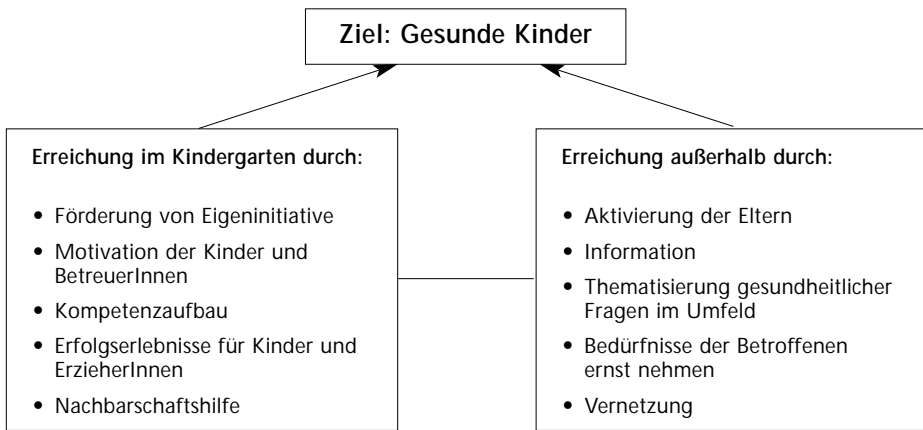 Ziel: Gesunde Kinder
Erreichung im Kindergarten durch:
• Förderung von Eigeninitiative
• Motivation der Kinder und
BetreuerInnen
• Kompetenzaufbau
• Erfolgserlebnisse für Kinder und
ErzieherInnen
• Nachbarschaftshilfe
Erreichung außerhalb durch:
• Aktivierung der Eltern
• Information
• Thematisierung gesundheitlicher
Fragen im Umfeld
• Bedürfnisse der Betroffenen
ernst nehmen
• Vernetzung